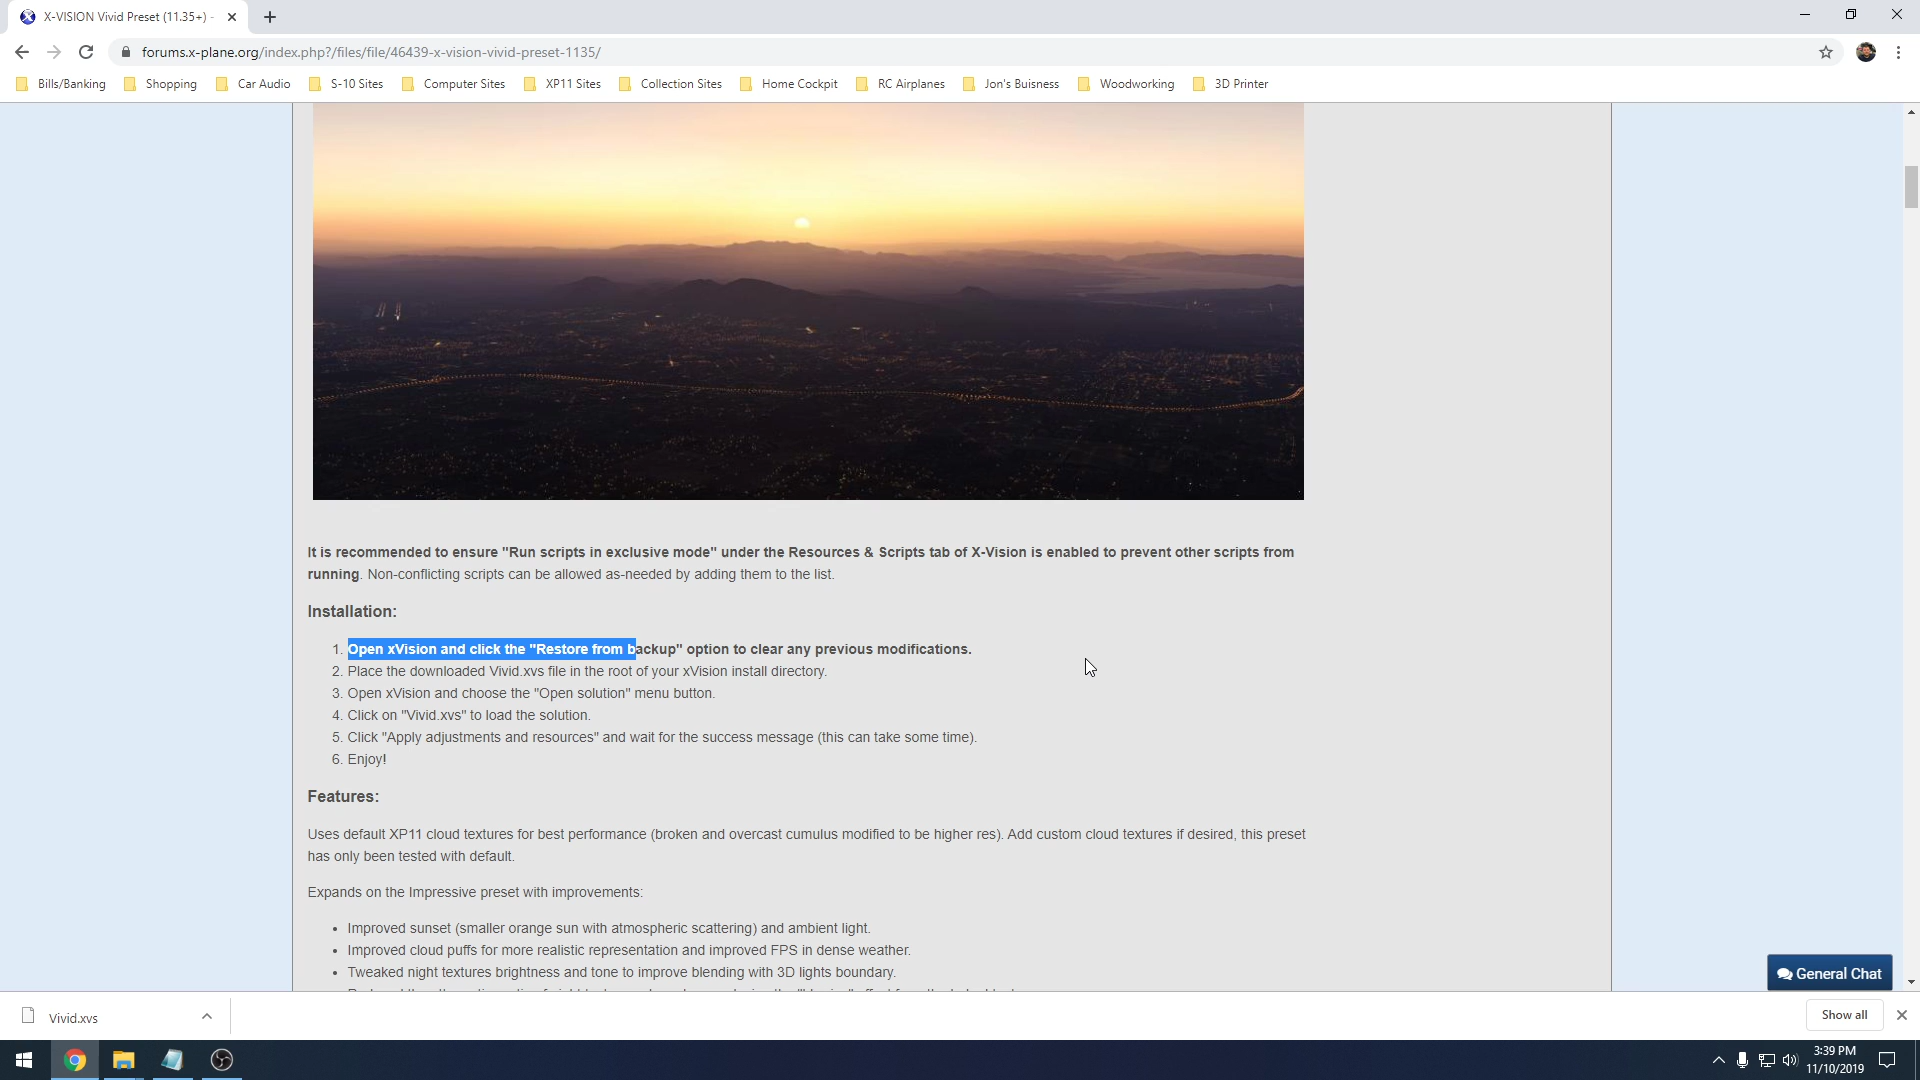 X-VISION Vivid Preset (11.35+) -
forums.x-plane.org/index.php?/files/file/46439-x-vision-vivid-preset-1135/
Bills/Banking Shopping Car Audio S-10 Sites Computer Sites XP11 Sites Collection Sites Home Cockpit RC Airplanes Jon's Buisness Woodworking 3D Printer
It is recommended to ensure "Run scripts in exclusive mode" under the Resources & Scripts tab of X-Vision is enabled to prevent other scripts from
running. Non-conflicting scripts can be allowed as-needed by adding them to the list.
Installation:
1. Open xVision and click the "Restore from backup" option to clear any previous modifications.
2. Place the downloaded Vivid.xvs file in the root of your xVision install directory.
3. Open xVision and choose the "Open solution" menu button.
4. Click on "Vivid.xvs" to load the solution.
5. Click "Apply adjustments and resources" and wait for the success message (this can take some time).
6. Enjoy!
Features:
Uses default XP11 cloud textures for best performance (broken and overcast cumulus modified to be higher res). Add custom cloud textures if desired, this preset
has only been tested with default.
Expands on the Impressive preset with improvements:
• Improved sunset (smaller orange sun with atmospheric scattering) and ambient light.
• Improved cloud puffs for more realistic representation and improved FPS in dense weather.
• Tweaked night textures brightness and tone to improve blending with 3D lights boundary.
General Chat
Vivid.xvs
Show all
3:39 PM
11/10/2019